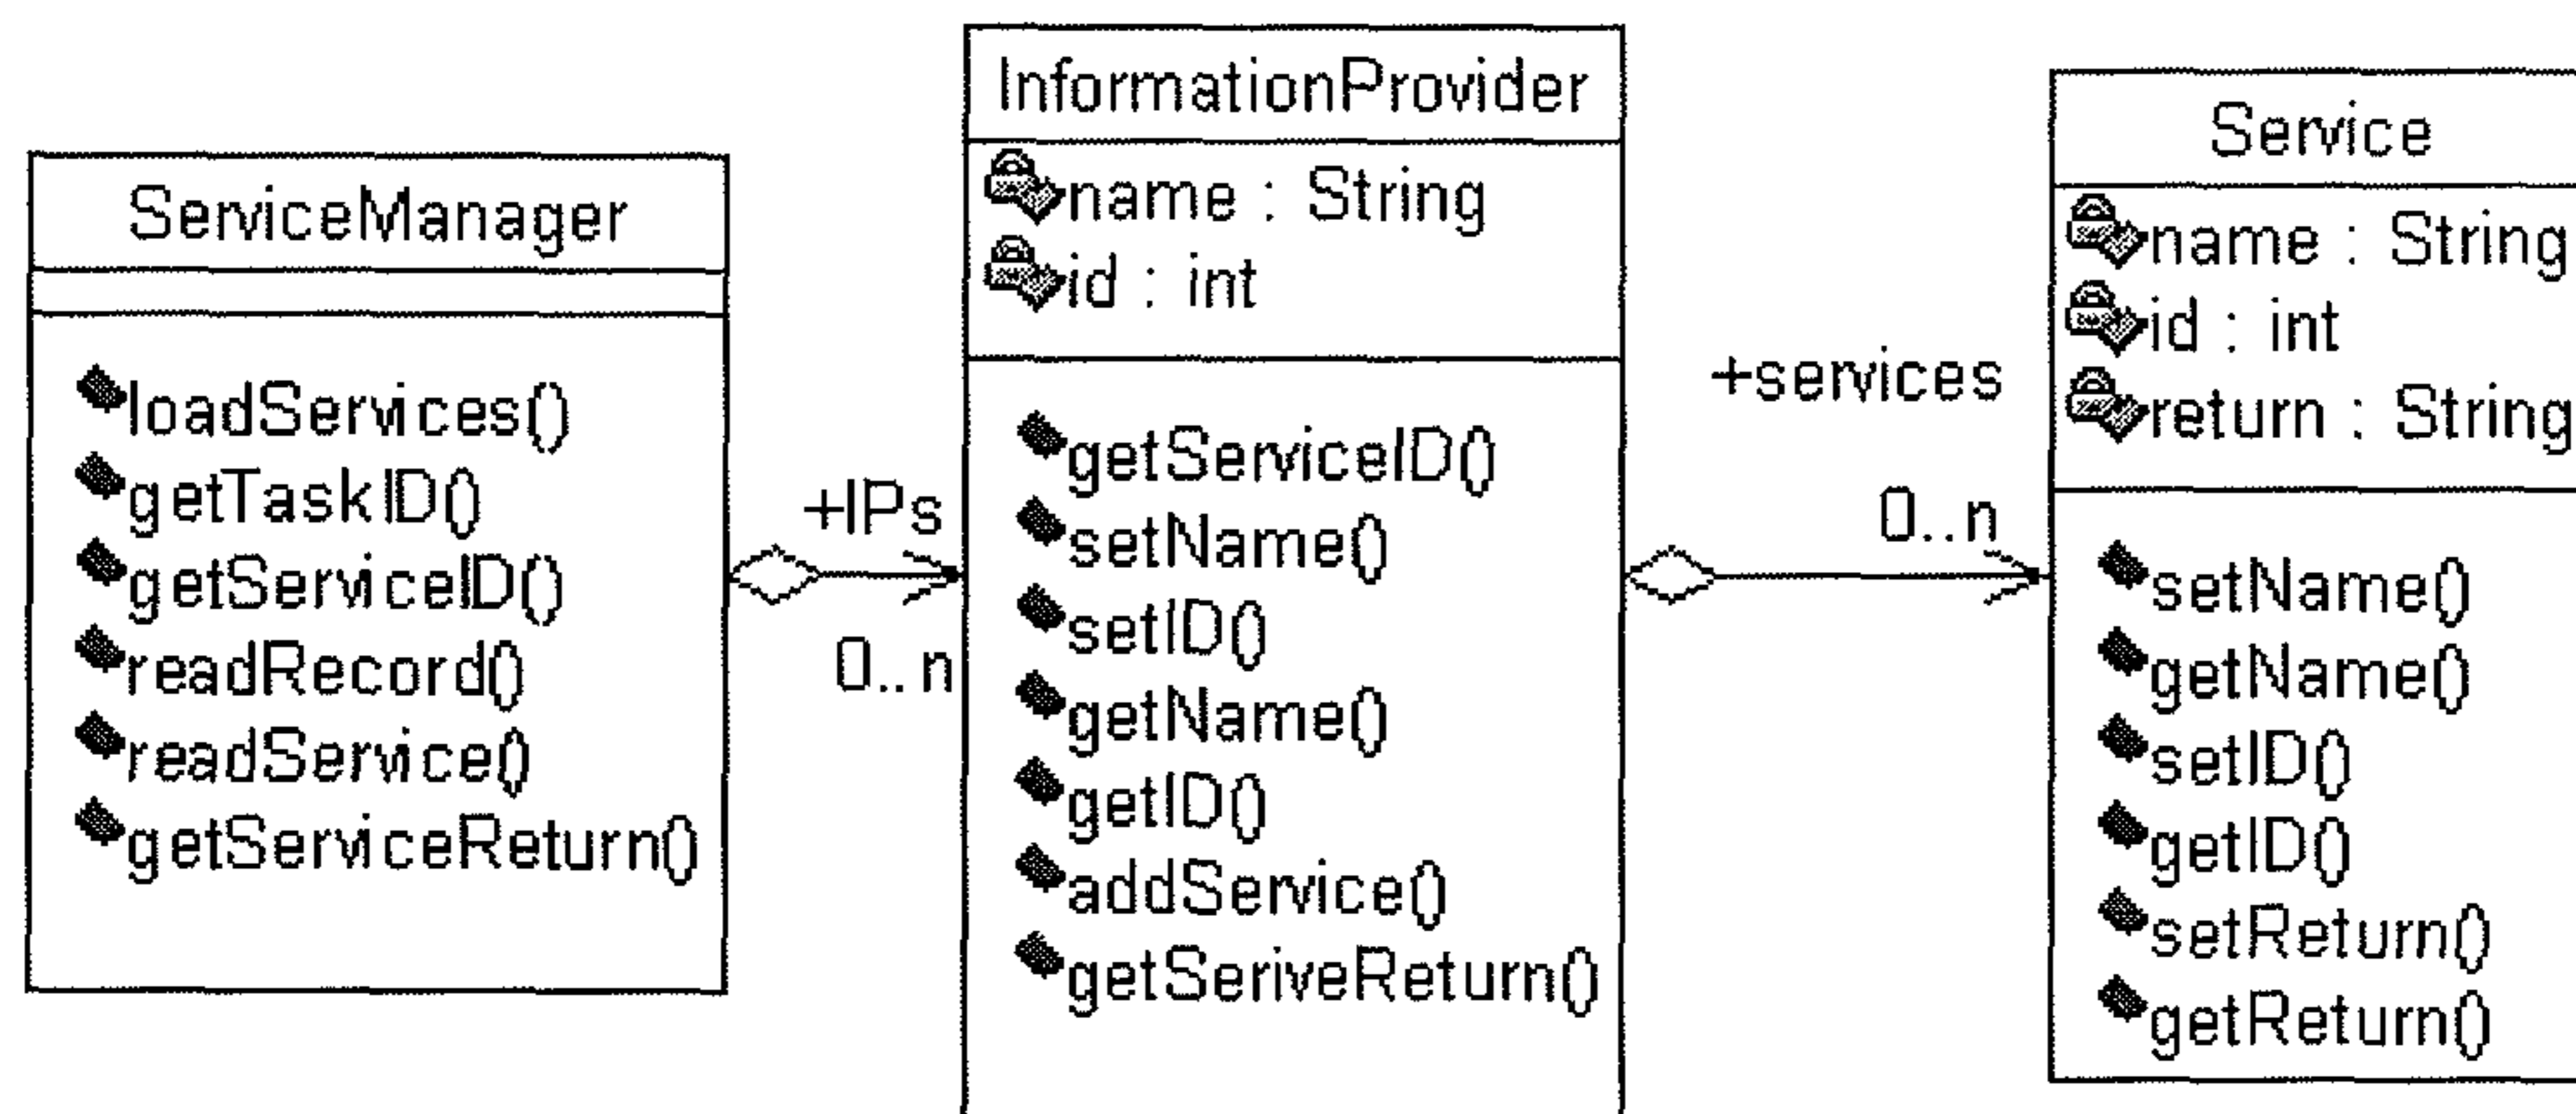 ServiceManager
loadServices()
getTaskID()
getServiceID()
readRecord()
readService()
getServiceReturn()
+IPs
0..n
InformationProvider
name : String
id : int
getServiceID()
setName()
setID()
getName()
getID()
addService()
getSeriveReturn()
+services
0..n
Service
name : String
id : int
return : String
setName()
getName()
setID()
getID()
setReturn()
getReturn()